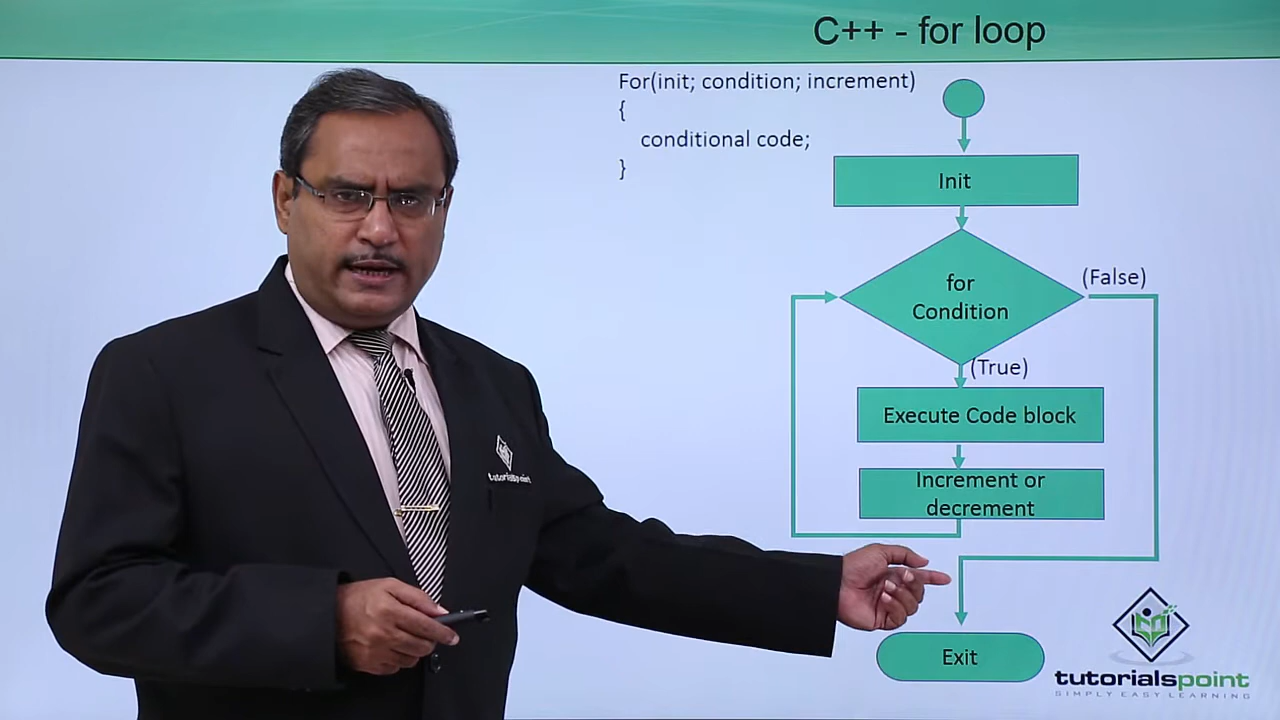 C++ - for loop
For(init; condition; increment)
{
conditional code;
}
Init
for
Condition
(False)
(True)
Execute Code block
Increment or
decrement
Exit
tutorialspoint
tutorialspoint
SIMPLY EASY LEARNING